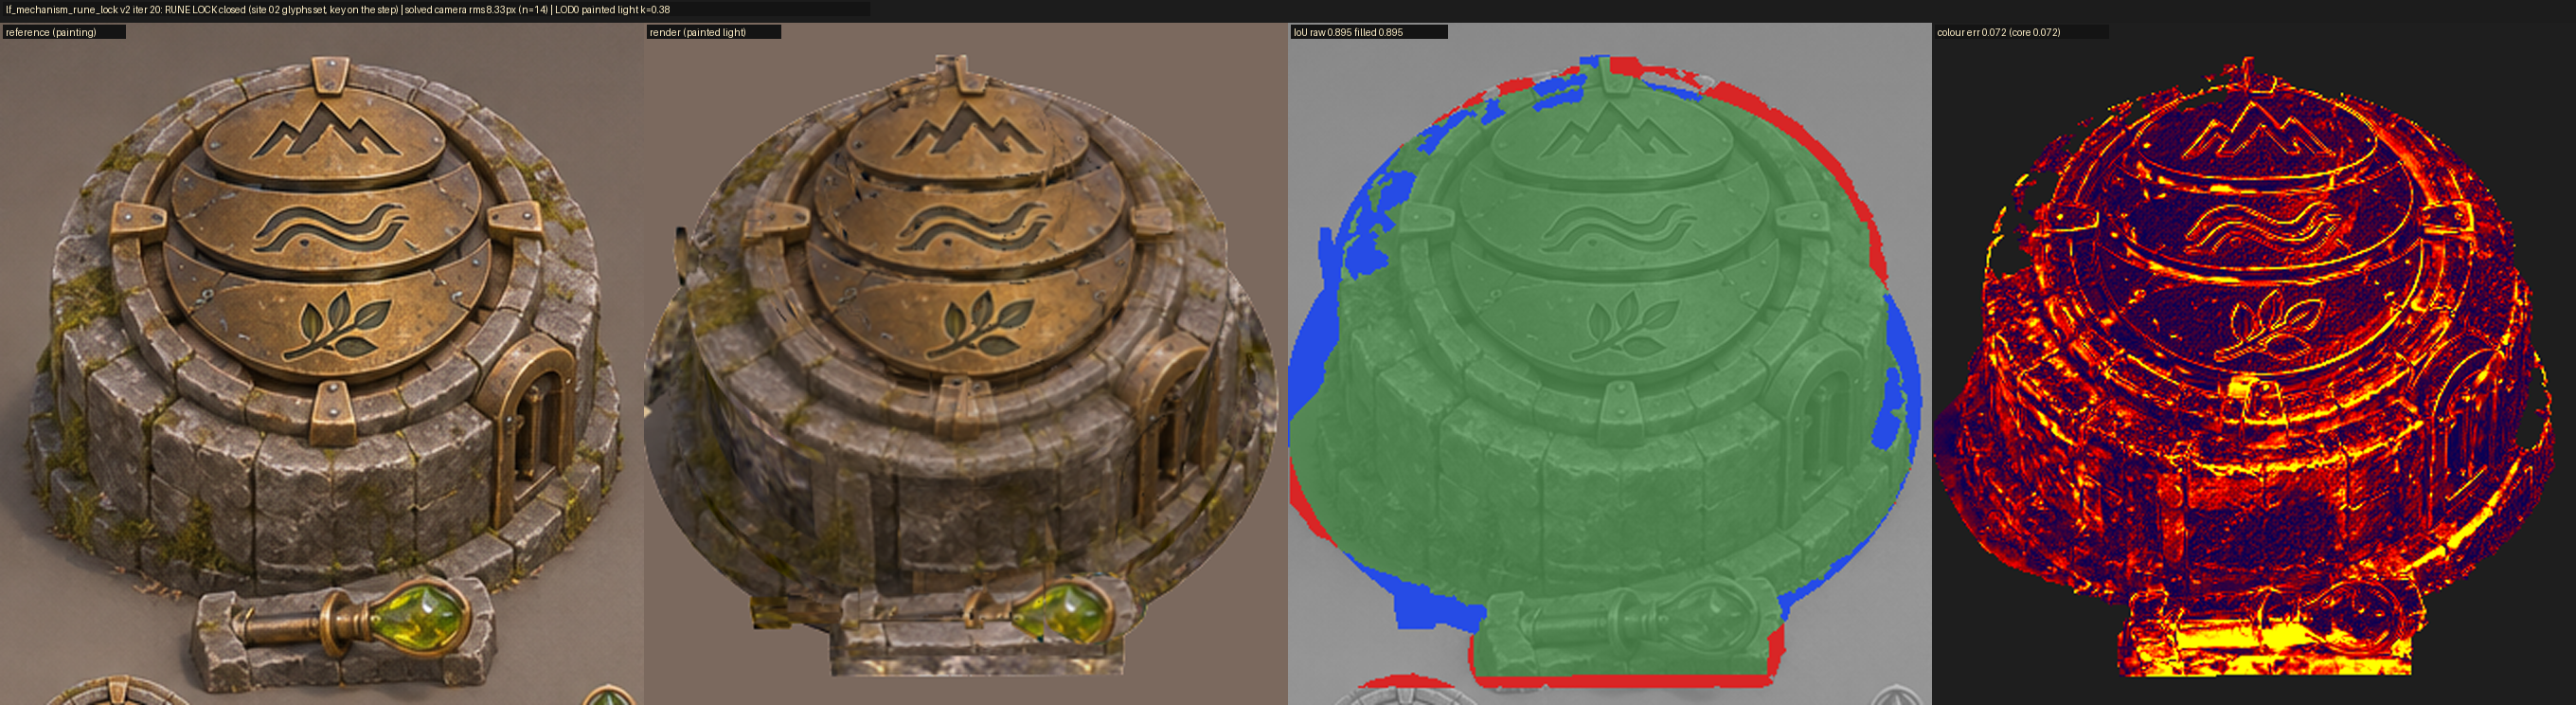 lf_mechanism_rune_lock v2 iter 20: RUNE LOCK closed (site 02 glyphs set, key on the step) | solved camera rms 8.33px (n=14) | LOD0 painted light k=0.38
reference (painting)
render (painted light)
IoU raw 0.895 filled 0.895
colour err 0.072 (core 0.072)